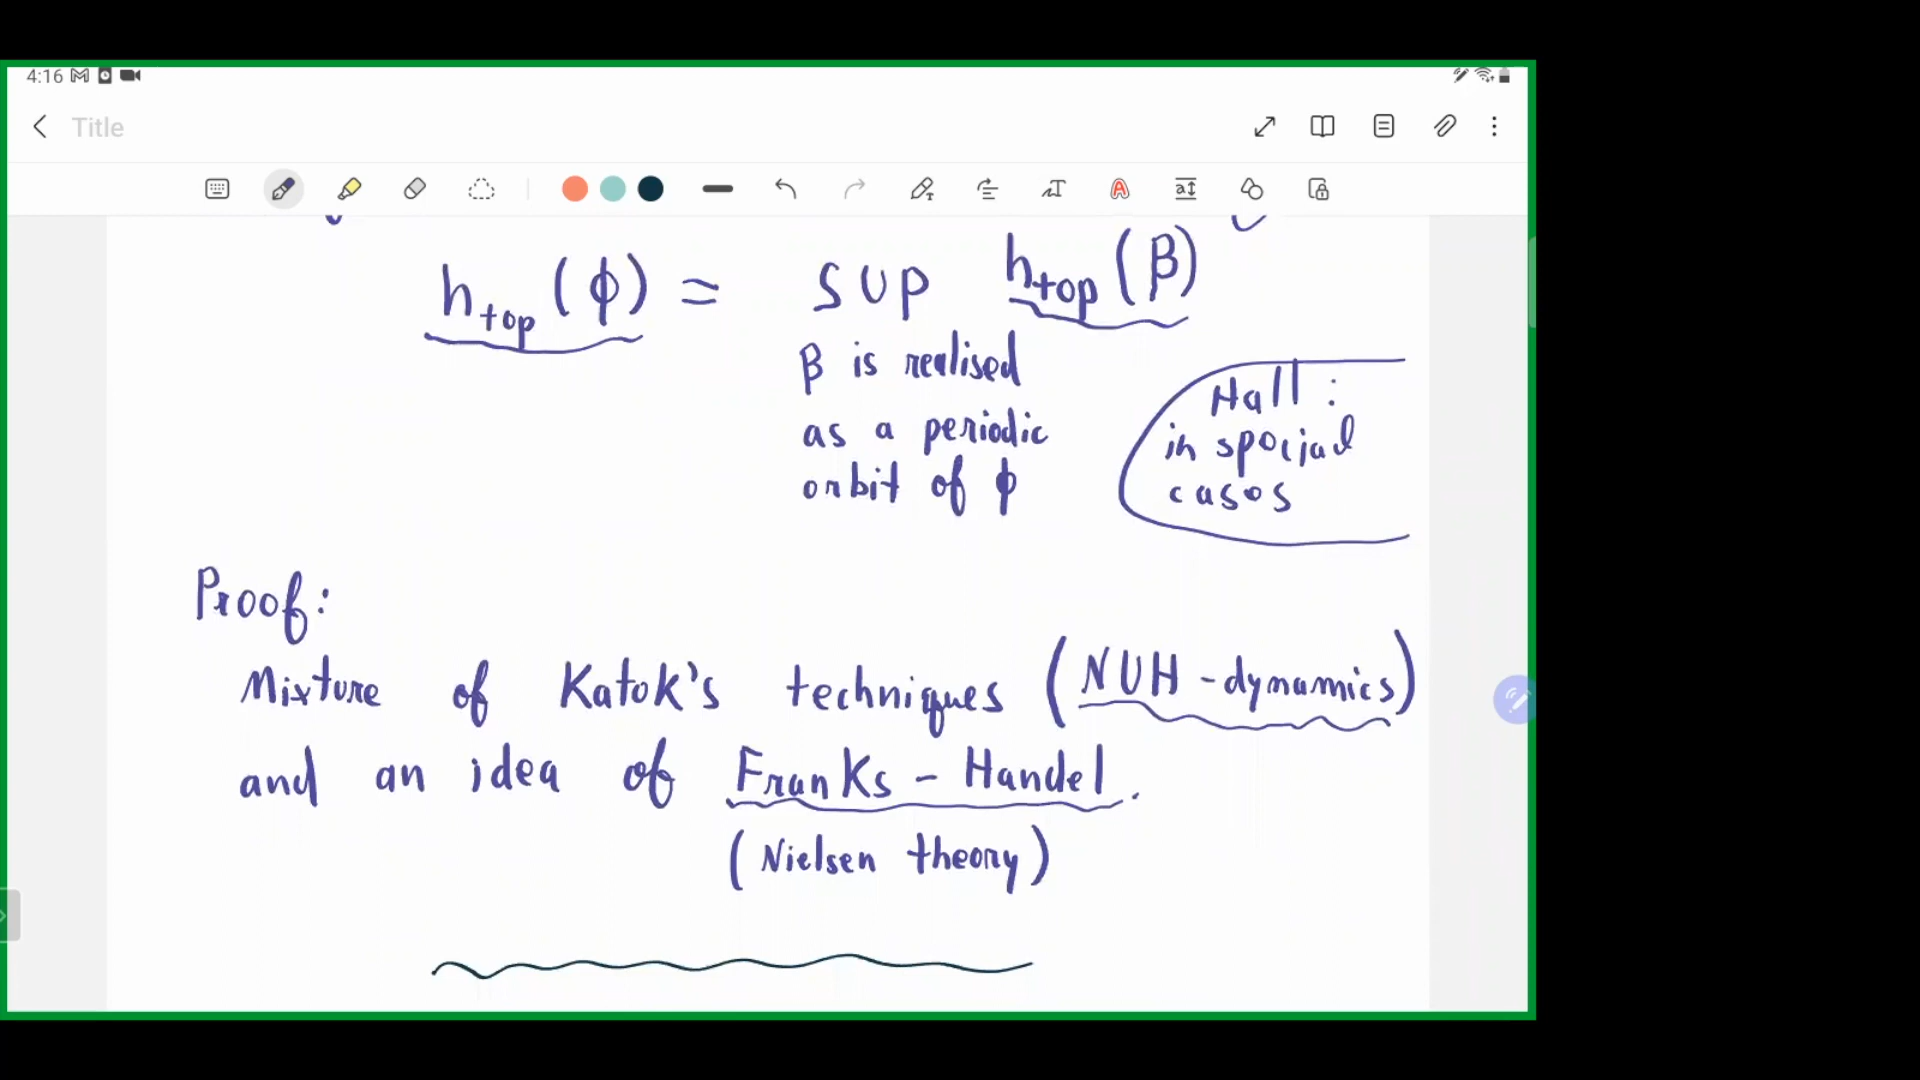 4:16
Title
h_top (ϕ) = sup h_top (β)
β is realised
as a periodic
orbit of ϕ
Hall :
in special
cases
Proof:
Mixture of Katok's techniques (NUH - dynamics)
and an idea of Franks - Handel.
(Nielsen theory)